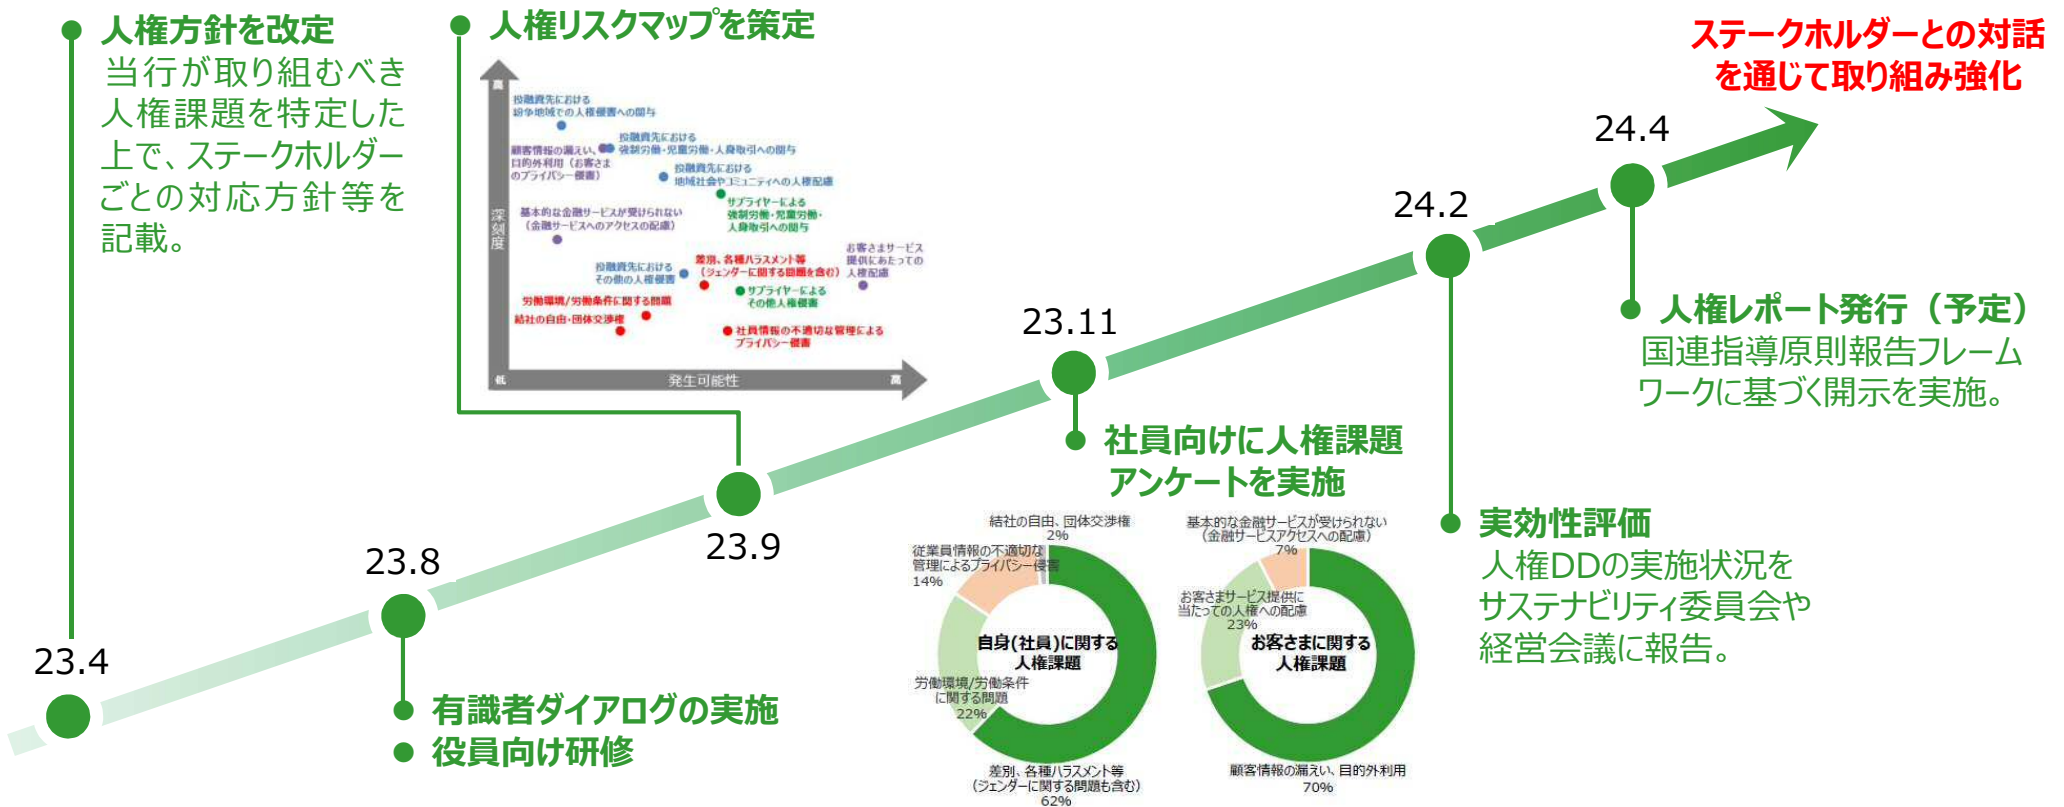 人権方針を改定
当行が取り組むべき
人権課題を特定した
上で、ステークホルダー
ごとの対応方針等を
記載。
23.4
人権リスクマップを策定
高
深刻度
低
発生可能性
高
投融資先における
紛争地域での人権侵害への関与
顧客情報の漏えい、
目的外利用（お客さま
のプライバシー侵害）
投融資先における
強制労働・児童労働・人身取引への関与
投融資先における
地域社会やコミュニティへの人権配慮
サプライヤーによる
強制労働・児童労働・
人身取引への関与
基本的な金融サービスが受けられない
（金融サービスへのアクセスの配慮）
投融資先における
その他の人権侵害
差別、各種ハラスメント等
（ジェンダーに関する問題を含む）
お客さまサービス
提供にあたっての
人権配慮
サプライヤーによる
その他人権侵害
労働環境/労働条件に関する問題
結社の自由・団体交渉権
社員情報の不適切な管理による
プライバシー侵害
23.8
有識者ダイアログの実施
役員向け研修
23.9
23.11
社員向けに人権課題
アンケートを実施
結社の自由、団体交渉権
2%
従業員情報の不適切な
管理によるプライバシー侵害
14%
自身(社員)に関する
人権課題
労働環境/労働条件
に関する問題
22%
差別、各種ハラスメント等
（ジェンダーに関する問題も含む）
62%
基本的な金融サービスが受けられない
（金融サービスアクセスへの配慮）
7%
お客さまサービス提供に
当たっての人権への配慮
23%
お客さまに関する
人権課題
顧客情報の漏えい、目的外利用
70%
24.2
実効性評価
人権DDの実施状況を
サステナビリティ委員会や
経営会議に報告。
24.4
人権レポート発行（予定）
国連指導原則報告フレーム
ワークに基づく開示を実施。
ステークホルダーとの対話
を通じて取り組み強化